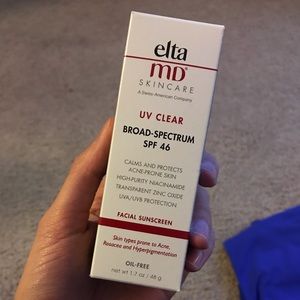 elta
MD®
SKINCARE
A Swiss-American Company
UV CLEAR
BROAD-SPECTRUM
SPF 46
CALMS AND PROTECTS
ACNE-PRONE SKIN
HIGH-PURITY NIACINAMIDE
TRANSPARENT ZINC OXIDE
UVA/UVB PROTECTION
FACIAL SUNSCREEN
Skin types prone to Acne,
Rosacea and Hyperpigmentation
OIL-FREE
net wt 1.7 oz / 48 g